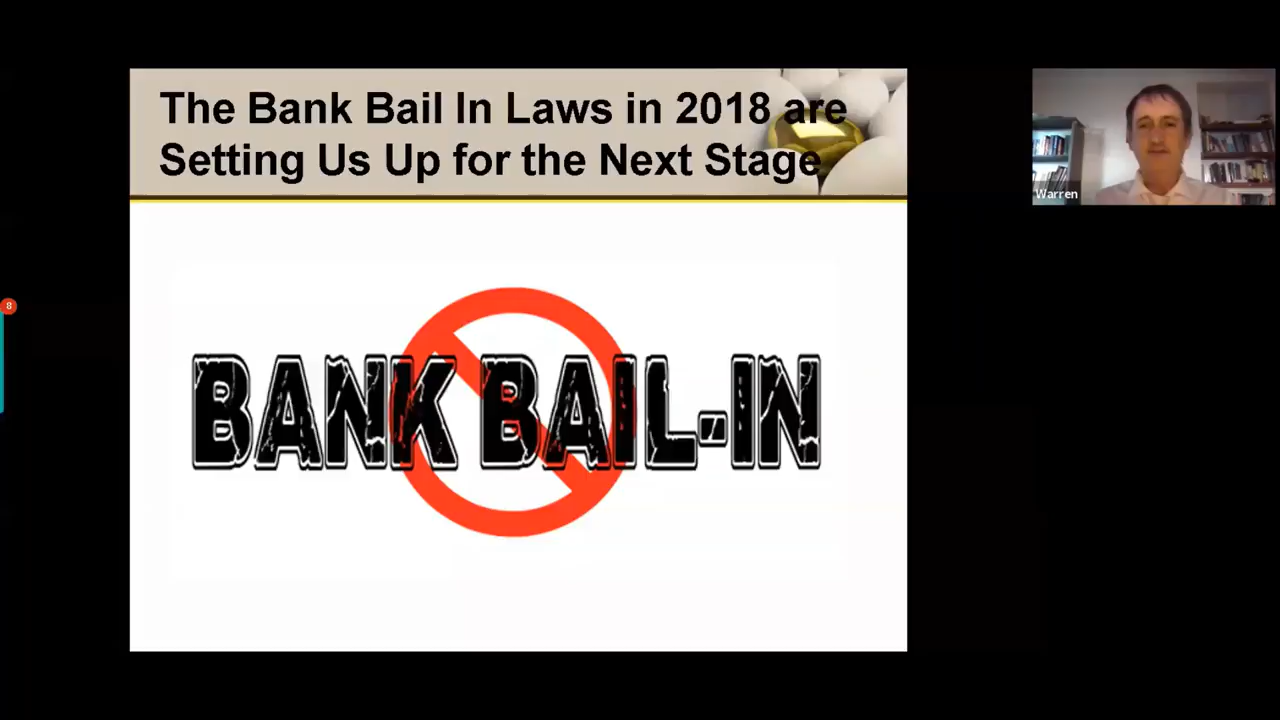 The Bank Bail In Laws in 2018 are
Setting Us Up for the Next Stage
BANK BAIL-IN
Warren
8